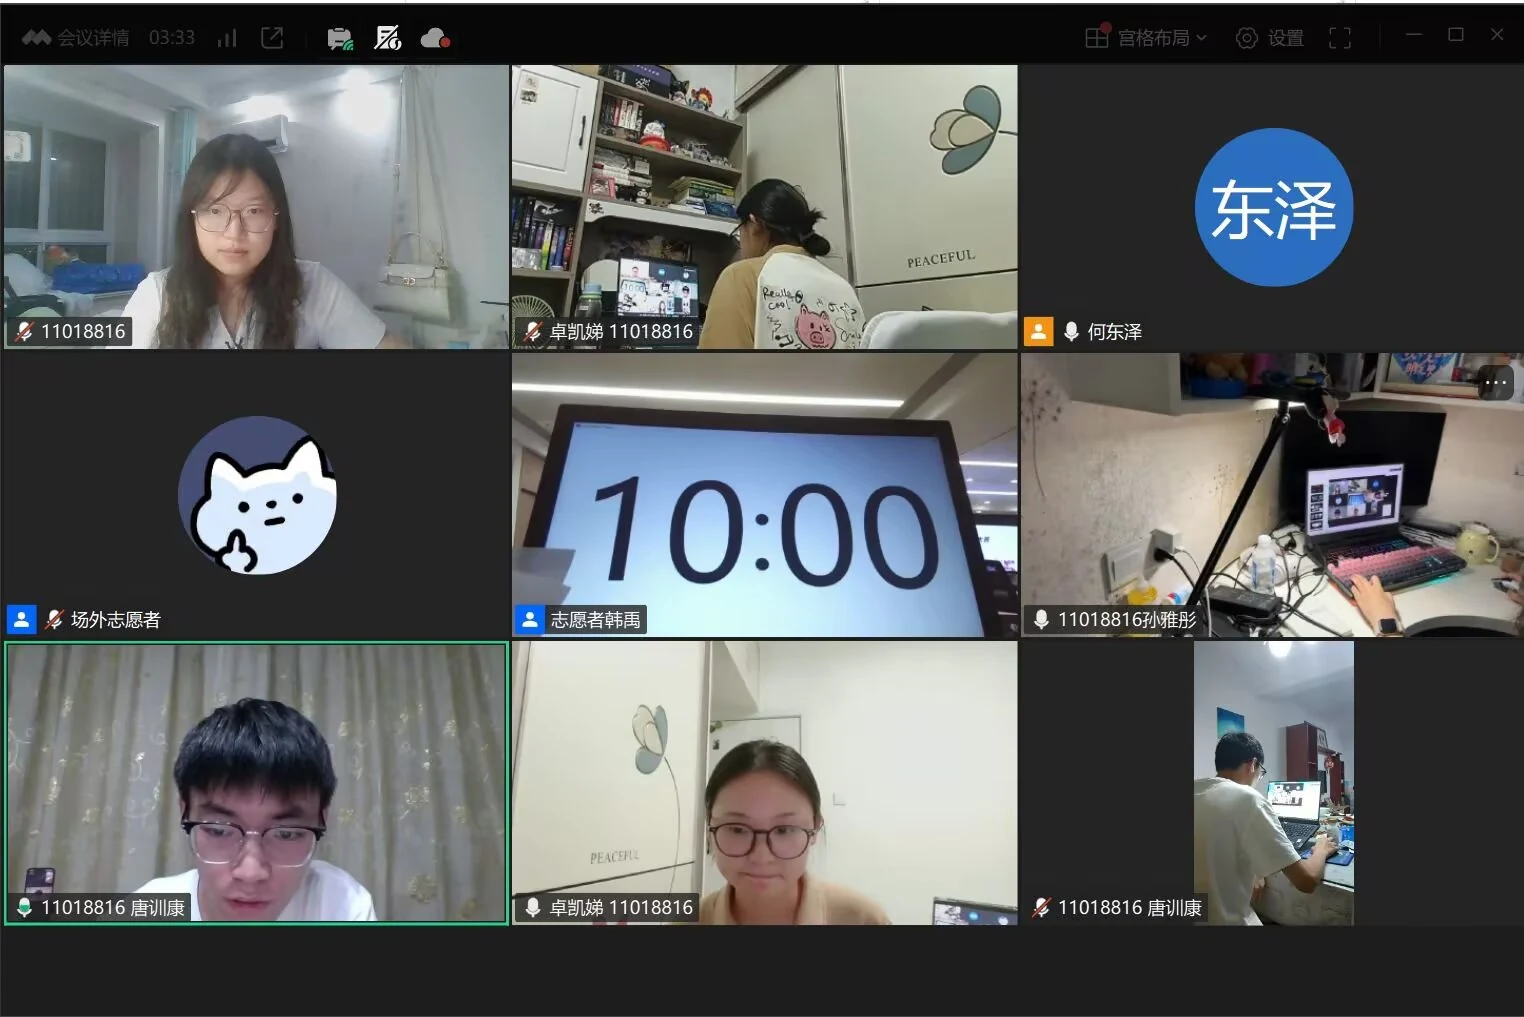 会议详情 03:33
宫格布局 设置
11018816
Really
cool
PEACEFUL
卓凯娣 11018816
东泽
何东泽
场外志愿者
10:00
志愿者韩禹
11018816孙雅彤
11018816 唐训康
PEACEFUL
卓凯娣 11018816
11018816 唐训康